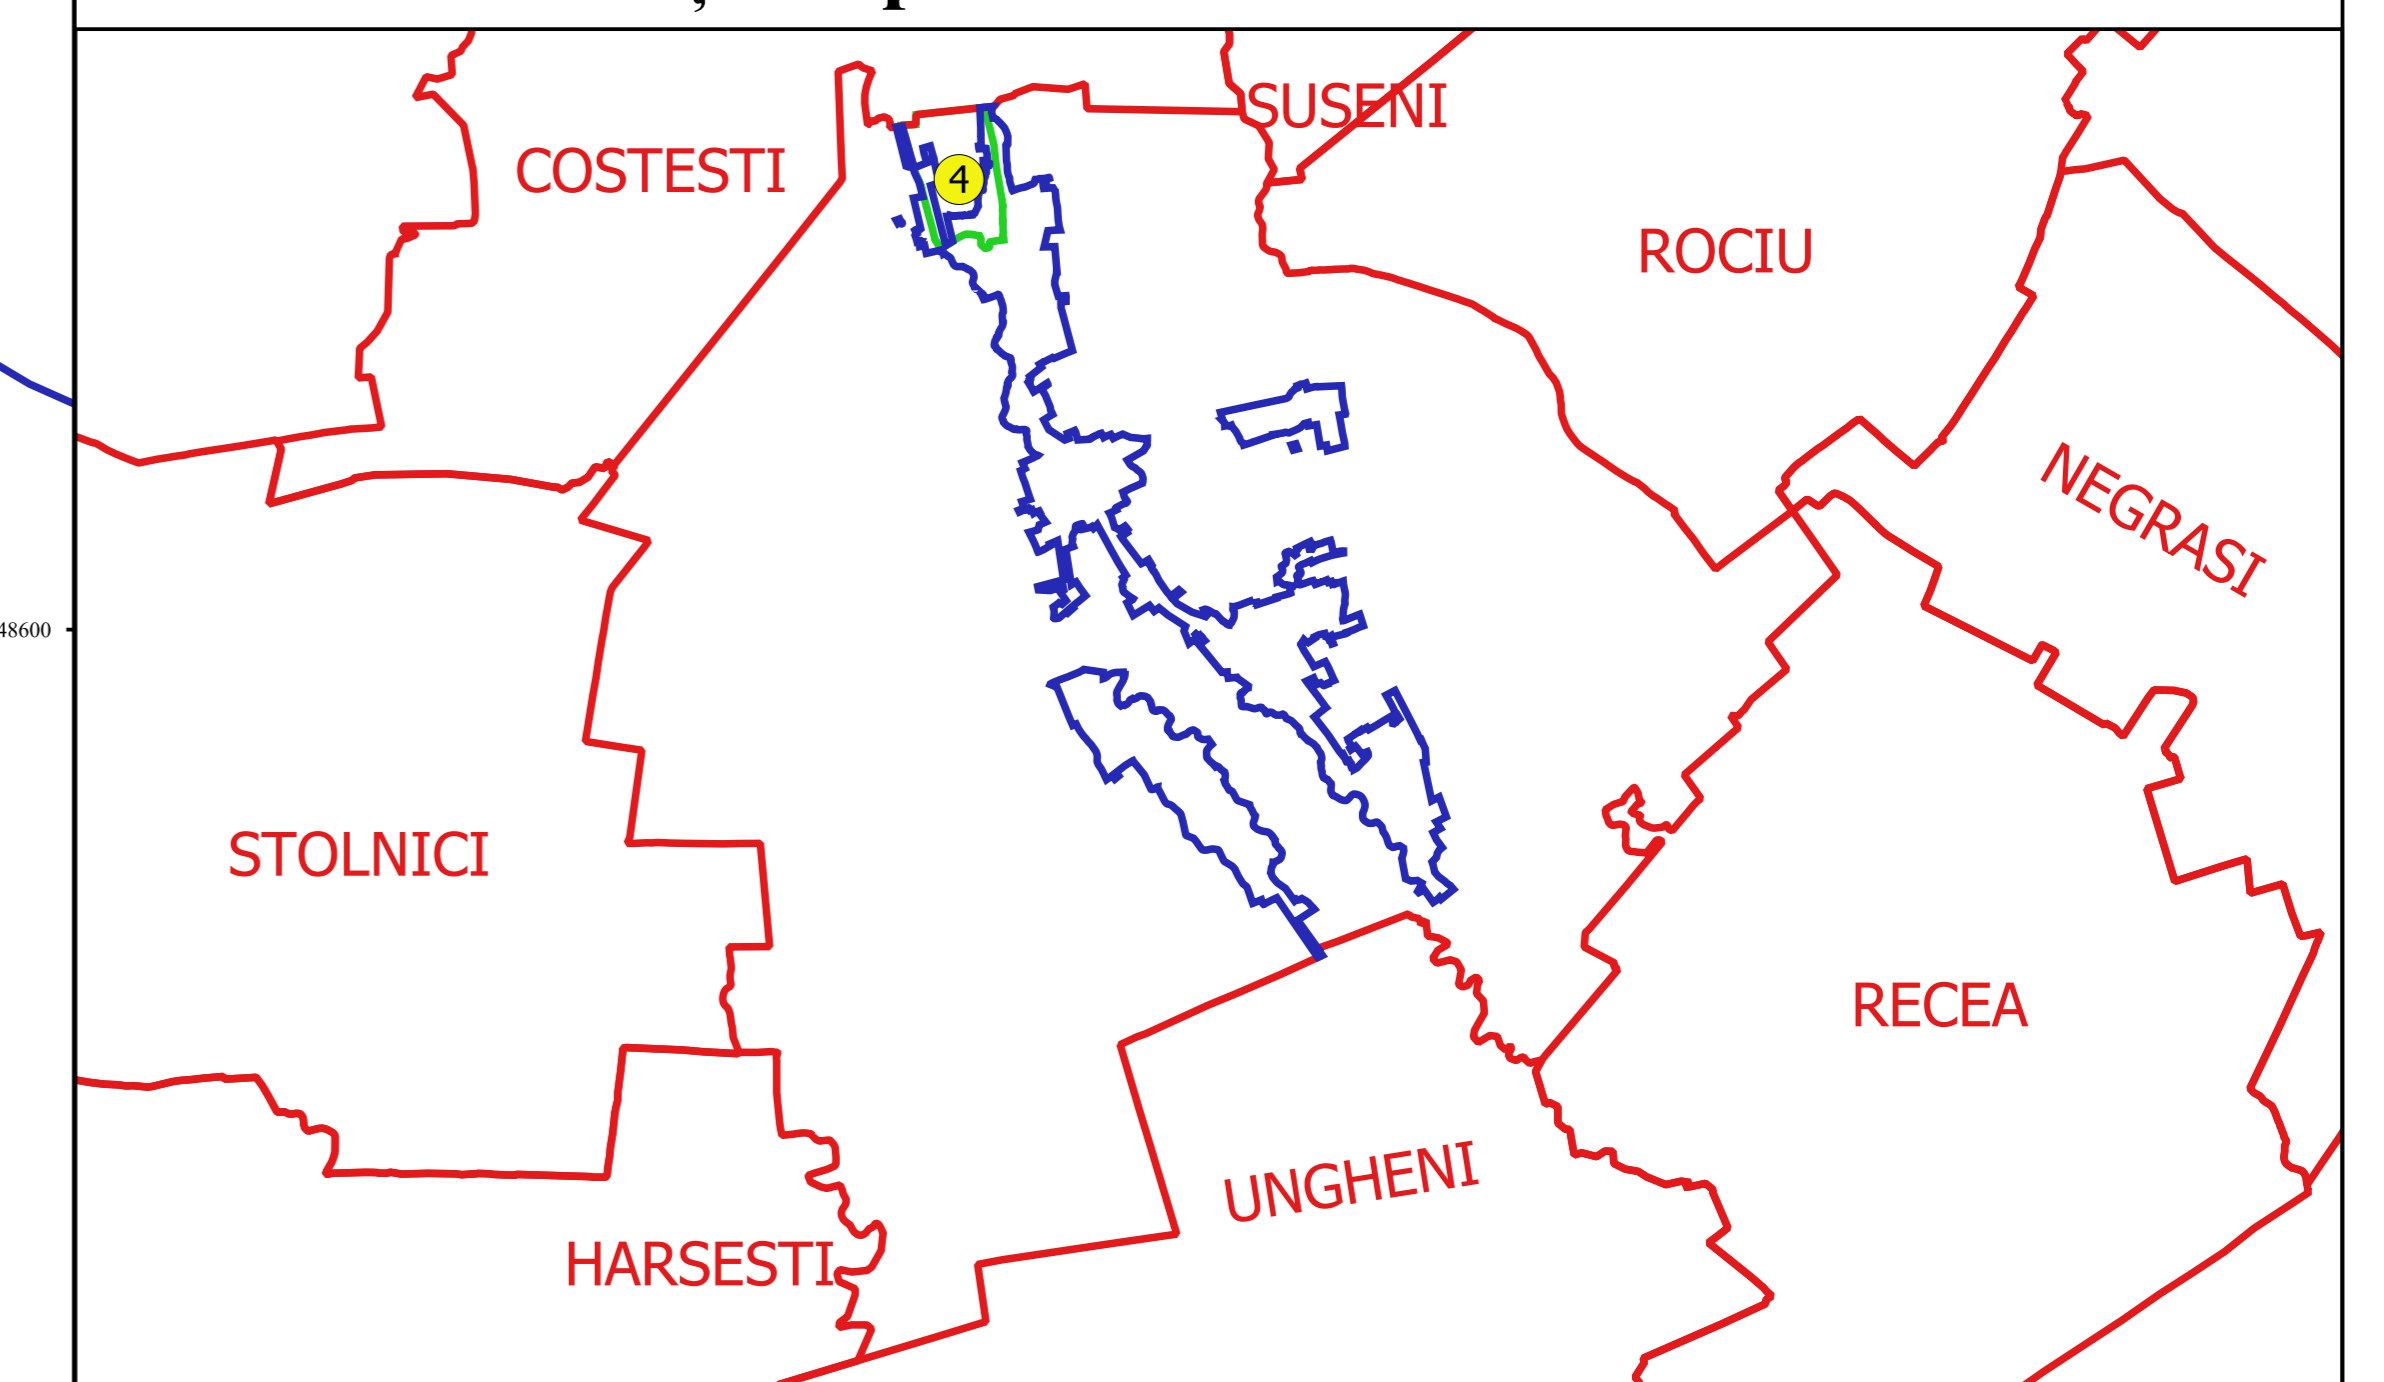 SUSENI
COSTESTI
4
ROCIU
NEGRASI
48600
STOLNICI
RECEA
UNGHENI
HARSESTI